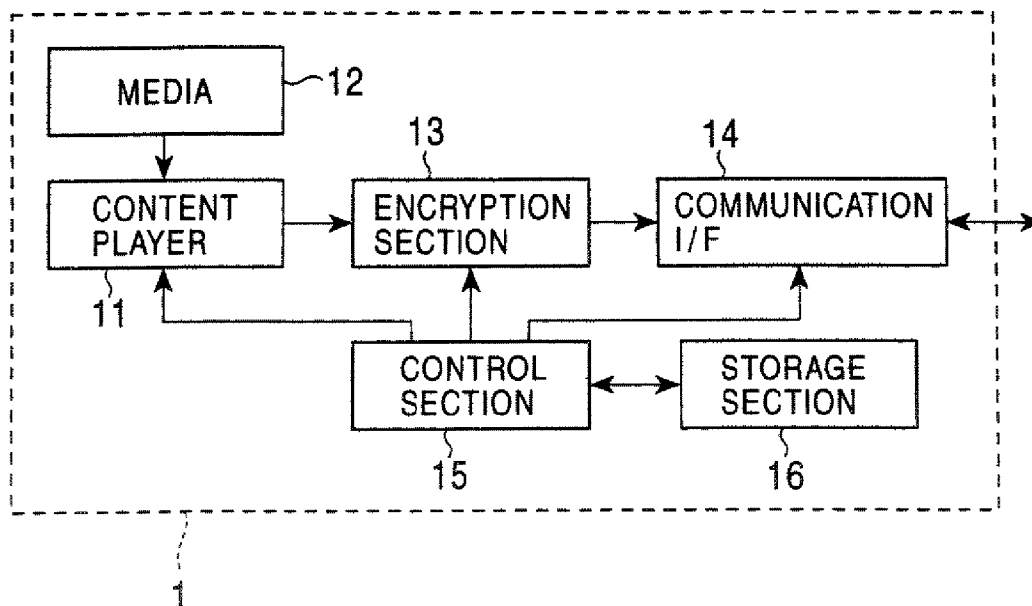 MEDIA
12
13
14
CONTENT
PLAYER
ENCRYPTION
SECTION
COMMUNICATION
I/F
11
CONTROL
SECTION
STORAGE
SECTION
15
16
1